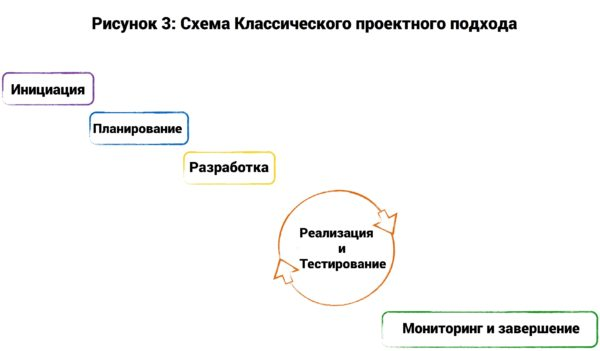 Рисунок 3: Схема Классического проектного подхода
Инициация
Планирование
Разработка
Реализация
и
Тестирование
Мониторинг и завершение